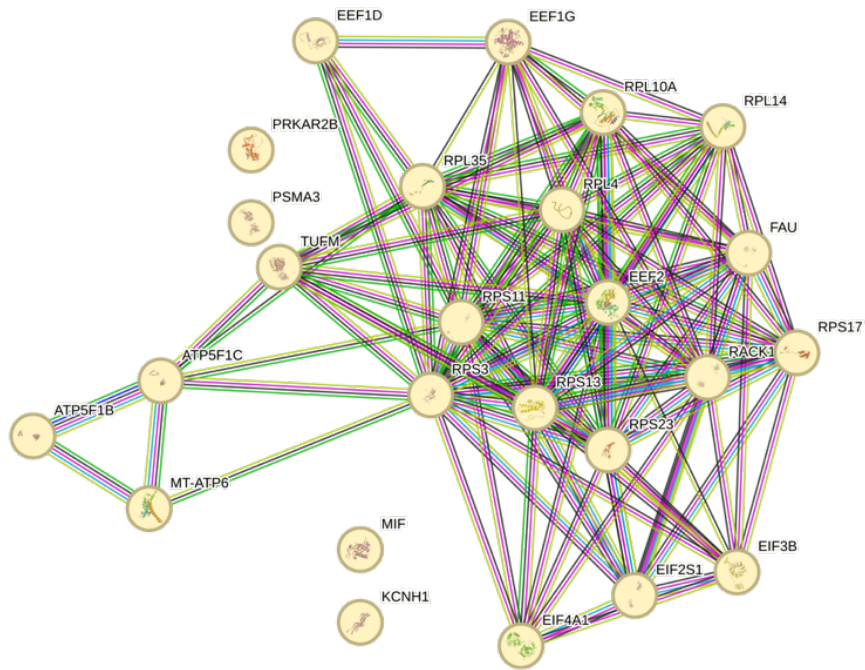 EEF1D
EEF1G
RPL10A
RPL14
PRKAR2B
RPL35
RPL4
PSMA3
TUFM
FAU
EEF2
RPS11
RPS17
ATP5F1C
RPS3
RACK1
RPS13
ATP5F1B
RPS23
MT-ATP6
MIF
EIF3B
EIF2S1
KCNH1
EIF4A1